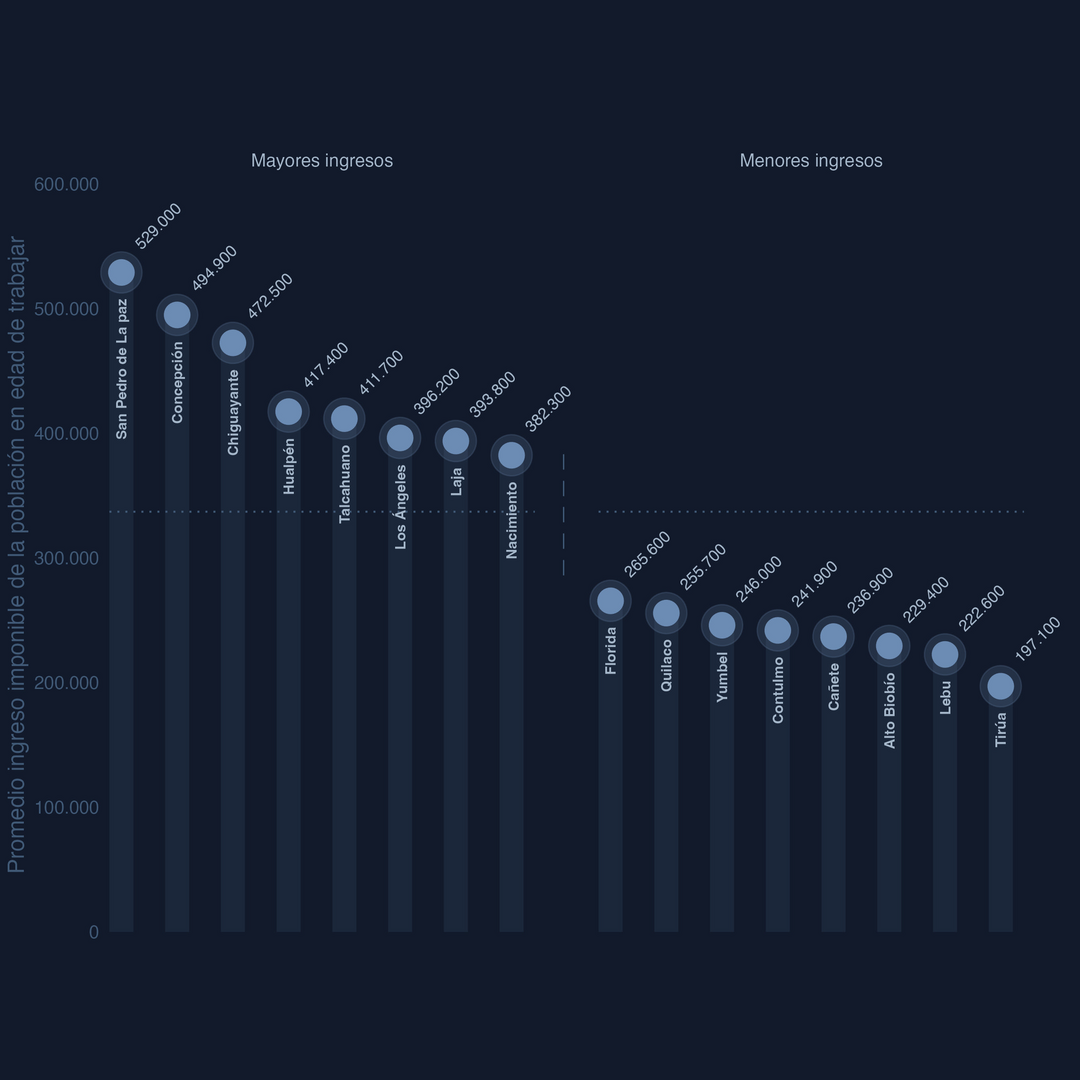 Mayores ingresos
Menores ingresos
Promedio ingreso imponible de la población en edad de trabajar
600.000
500.000
400.000
300.000
200.000
100.000
0
529.000
San Pedro de La paz
494.900
Concepción
472.500
Chiguayante
417.400
Hualpén
411.700
Talcahuano
396.200
Los Ángeles
393.800
Laja
382.300
Nacimiento
265.600
Florida
255.700
Quilaco
246.000
Yumbel
241.900
Contulmo
236.900
Cañete
229.400
Alto Biobío
222.600
Lebu
197.100
Tirúa